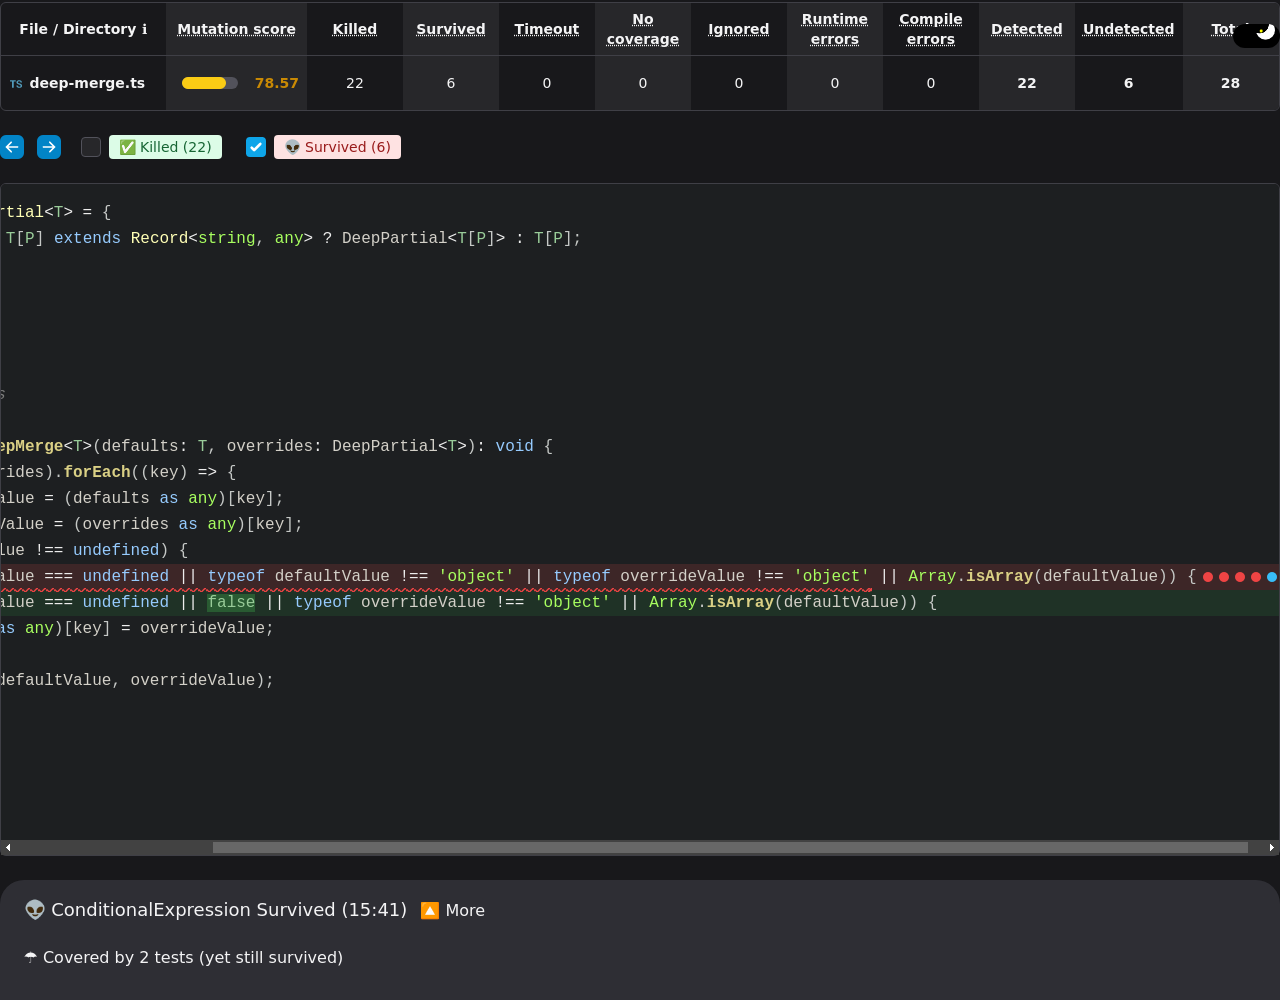 File / Directory ℹ Mutation score Killed Survived Timeout No coverage Ignored Runtime errors Compile errors Detected Undetected
TS deep-merge.ts 78.57 22 6 0 0 0 0 0 22 6 28
✅ Killed (22) 👽 Survived (6)
rtial<T> = {
T[P] extends Record<string, any> ? DeepPartial<T[P]> : T[P];
s
epMerge<T>(defaults: T, overrides: DeepPartial<T>): void {
rides).forEach((key) => {
alue = (defaults as any)[key];
Value = (overrides as any)[key];
lue !== undefined) {
alue === undefined || typeof defaultValue !== 'object' || typeof overrideValue !== 'object' || Array.isArray(defaultValue)) {
alue === undefined || false || typeof overrideValue !== 'object' || Array.isArray(defaultValue)) {
as any)[key] = overrideValue;
defaultValue, overrideValue);
👽 ConditionalExpression Survived (15:41) 🔼 More
☂ Covered by 2 tests (yet still survived)